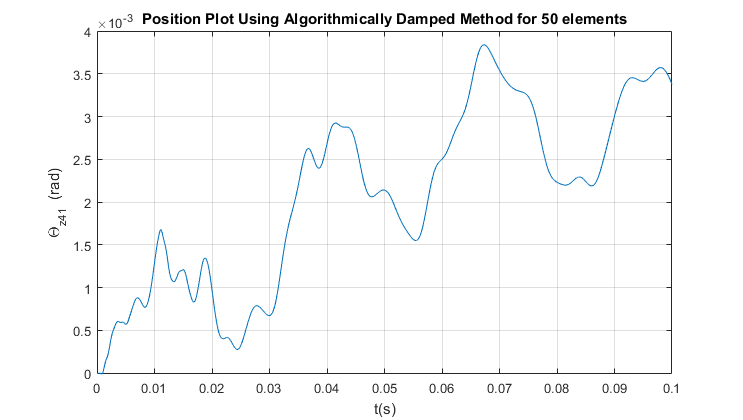 Position Plot Using Algorithmically Damped Method for 50 elements
×10⁻³
4
3.5
3
2.5
2
1.5
1
0.5
0
Θz41 (rad)
0 0.01 0.02 0.03 0.04 0.05 0.06 0.07 0.08 0.09 0.1
t(s)